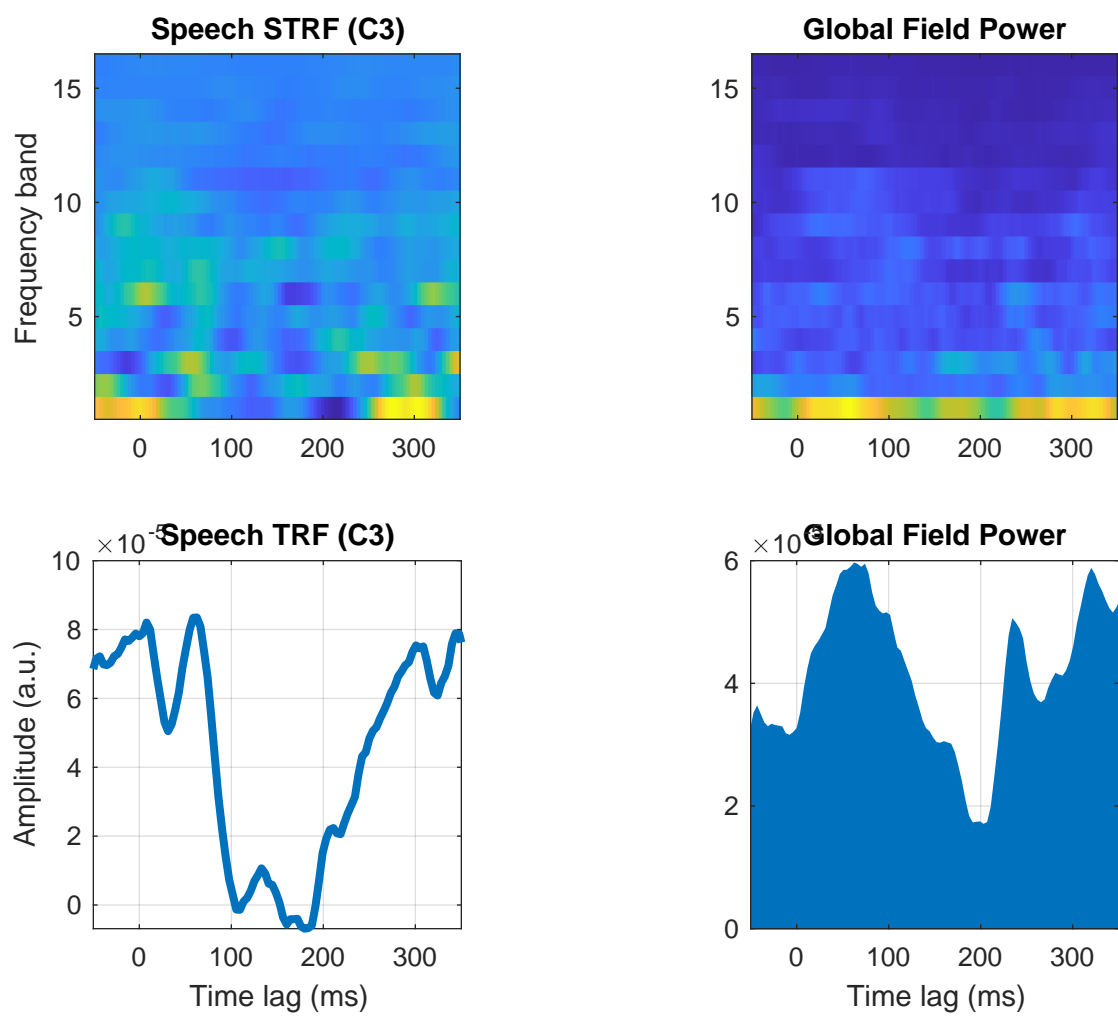 Speech STRF (C3)
Frequency band
15
10
5
0 100 200 300
Global Field Power
15
10
5
0 100 200 300
×10-5
Speech TRF (C3)
Amplitude (a.u.)
10
8
6
4
2
0
0 100 200 300
Time lag (ms)
×10-5
Global Field Power
6
4
2
0
0 100 200 300
Time lag (ms)